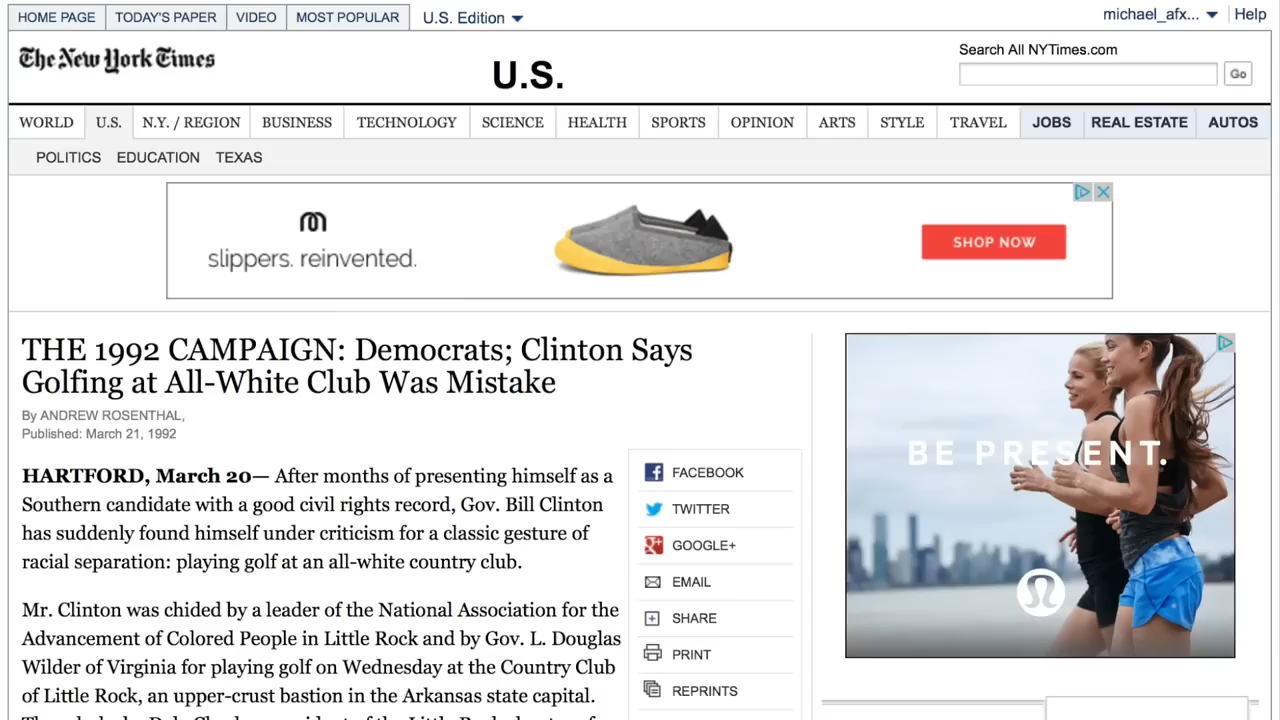 HOME PAGE TODAY'S PAPER VIDEO MOST POPULAR U.S. Edition michael_afx... Help
The New York Times
U.S.
Search All NYTimes.com
Go
WORLD U.S. N.Y. / REGION BUSINESS TECHNOLOGY SCIENCE HEALTH SPORTS OPINION ARTS STYLE TRAVEL JOBS REAL ESTATE AUTOS
POLITICS EDUCATION TEXAS
slippers. reinvented.
SHOP NOW
THE 1992 CAMPAIGN: Democrats; Clinton Says
Golfing at All-White Club Was Mistake
By ANDREW ROSENTHAL,
Published: March 21, 1992
HARTFORD, March 20— After months of presenting himself as a
Southern candidate with a good civil rights record, Gov. Bill Clinton
has suddenly found himself under criticism for a classic gesture of
racial separation: playing golf at an all-white country club.
Mr. Clinton was chided by a leader of the National Association for the
Advancement of Colored People in Little Rock and by Gov. L. Douglas
Wilder of Virginia for playing golf on Wednesday at the Country Club
of Little Rock, an upper-crust bastion in the Arkansas state capital.
FACEBOOK
TWITTER
GOOGLE+
EMAIL
SHARE
PRINT
REPRINTS
BE PRESENT.